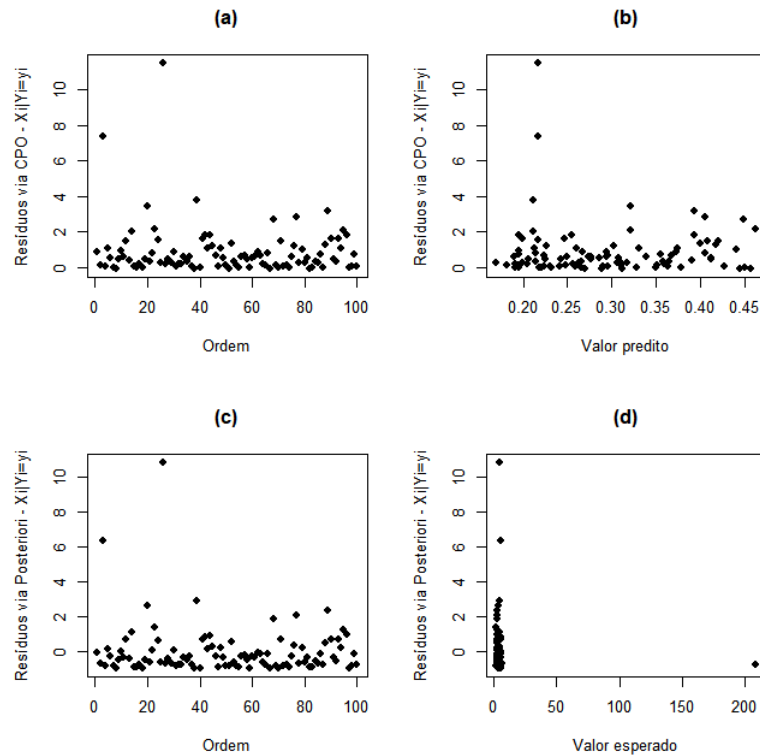 (a)
Resíduos via CPO - Xi|Yi=yi
0 2 4 6 8 10
0 20 40 60 80 100
Ordem
(b)
Resíduos via CPO - Xi|Yi=yi
0 2 4 6 8 10
0.20 0.25 0.30 0.35 0.40 0.45
Valor predito
(c)
Resíduos via Posteriori - Xi|Yi=yi
0 2 4 6 8 10
0 20 40 60 80 100
Ordem
(d)
Resíduos via Posteriori - Xi|Yi=yi
0 2 4 6 8 10
0 50 100 150 200
Valor esperado